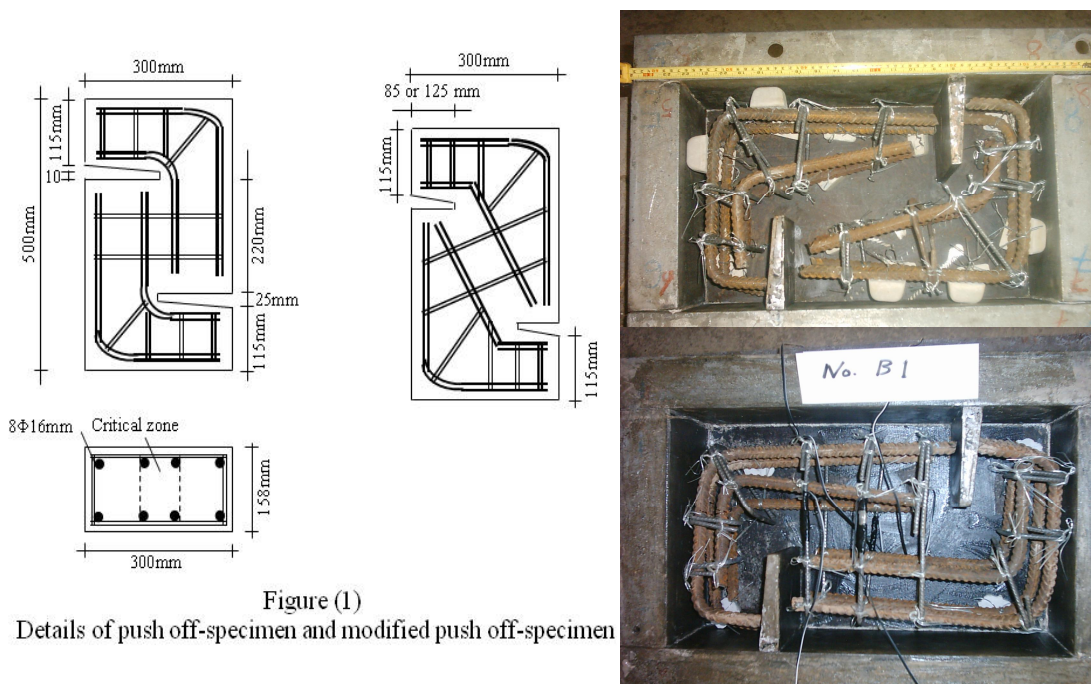 300mm
115mm
10
500mm
220mm
25mm
115mm
300mm
85 or 125 mm
115mm
115mm
8Φ16mm
Critical zone
158mm
300mm
Figure (1)
Details of push off-specimen and modified push off-specimen
No. B1